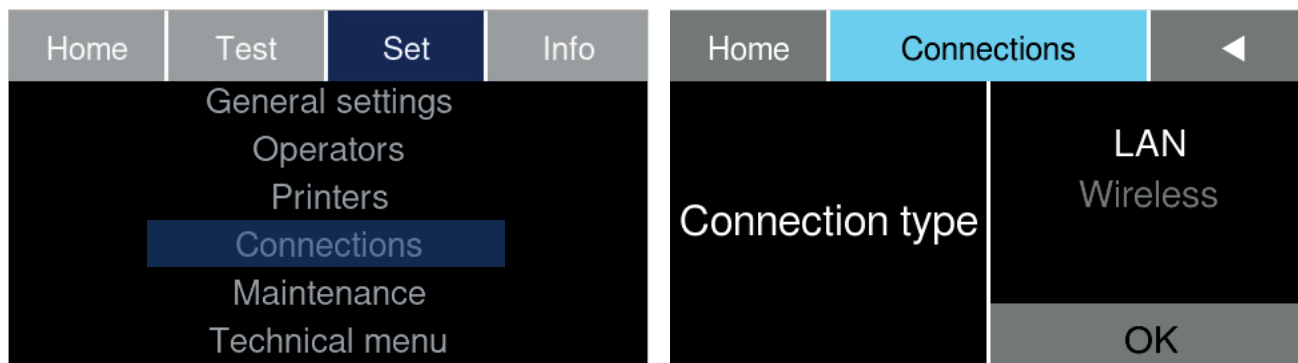 Home Test Set Info
General settings
Operators
Printers
Connections
Maintenance
Technical menu
Home Connections
Connection type
LAN
Wireless
OK